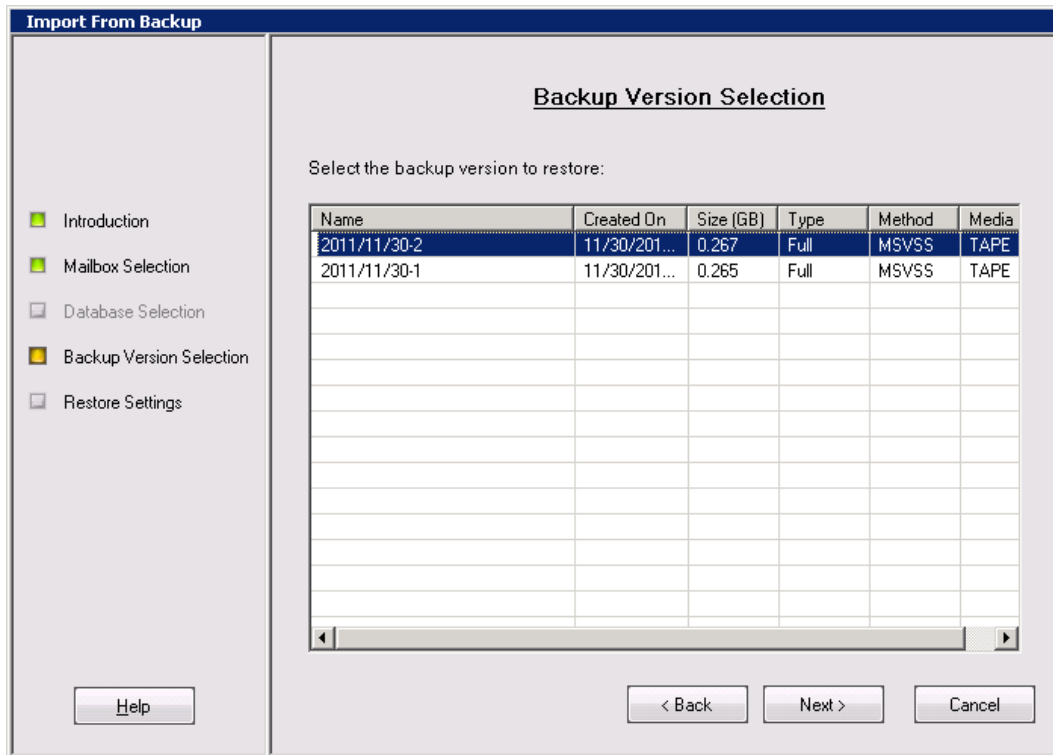 Import From Backup
Introduction
Mailbox Selection
Database Selection
Backup Version Selection
Restore Settings
Help
Backup Version Selection
Select the backup version to restore:
Name Created On Size (GB) Type Method Media
2011/11/30-2 11/30/201... 0.267 Full MSVSS TAPE
2011/11/30-1 11/30/201... 0.265 Full MSVSS TAPE
< Back Next > Cancel